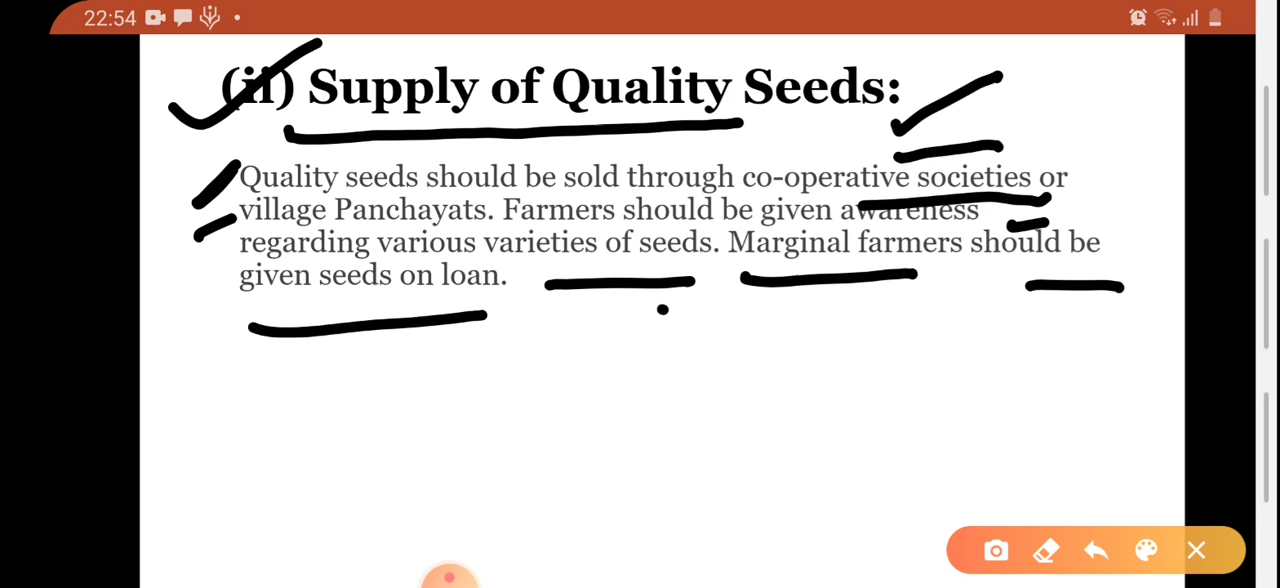 22:54
(ii) Supply of Quality Seeds:
Quality seeds should be sold through co-operative societies or
village Panchayats. Farmers should be given awareness
regarding various varieties of seeds. Marginal farmers should be
given seeds on loan.